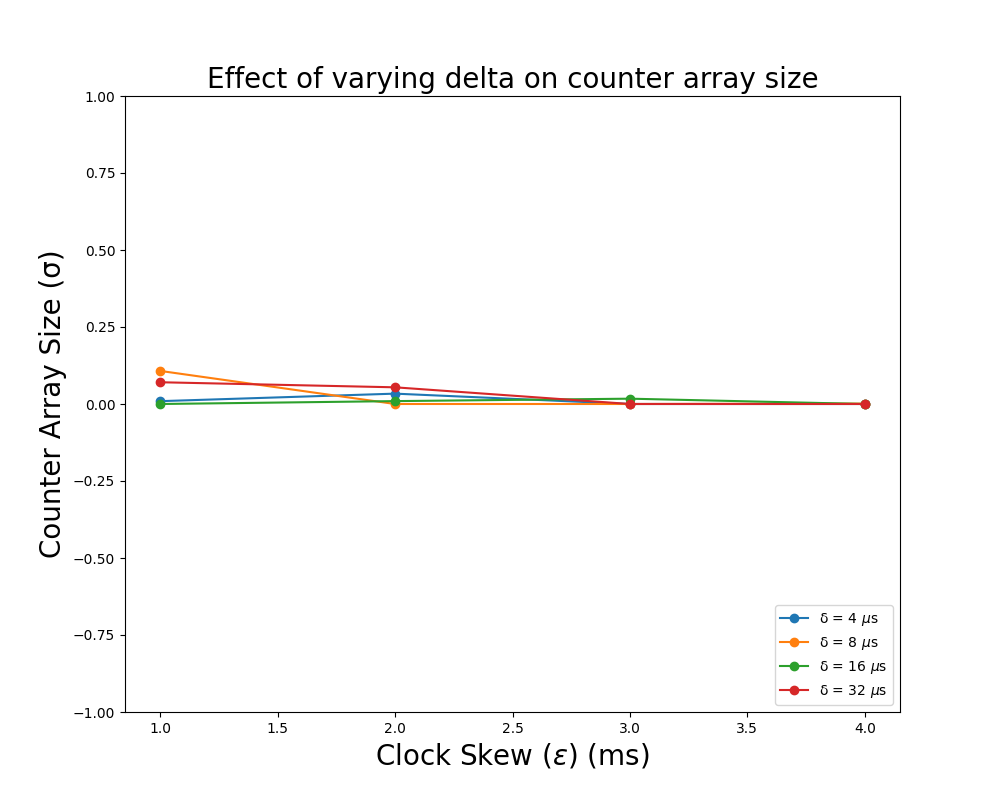 Effect of varying delta on counter array size
Counter Array Size (σ)
1.00
0.75
0.50
0.25
0.00
−0.25
−0.50
−0.75
−1.00
1.0 1.5 2.0 2.5 3.0 3.5 4.0
Clock Skew (ε) (ms)
δ = 4 μs
δ = 8 μs
δ = 16 μs
δ = 32 μs